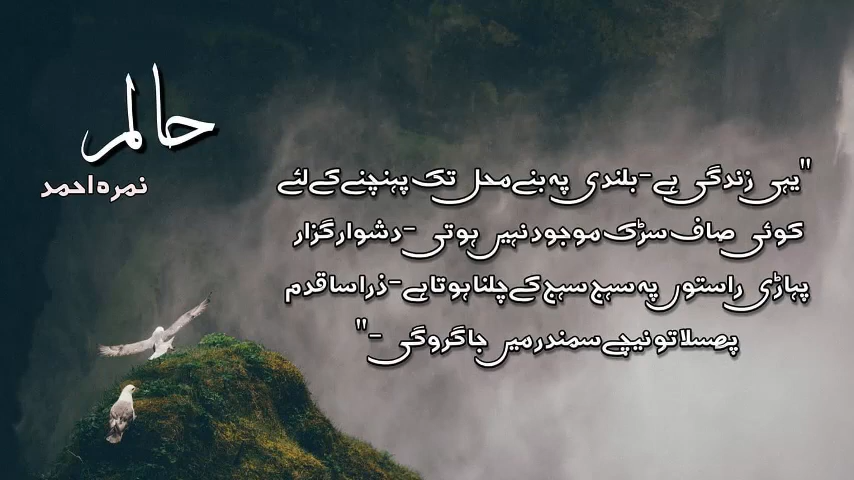 حالم
نمرہ احمد
"یہی زندگی ہے-بلندی پہ بنے محل تک پہنچنے کے لئے
کوئی صاف سڑک موجود نہیں ہوتی -دشوار گزار
پہاڑی راستوں پہ سہج سہج کے چلنا ہوتا ہے-ذرا سا قدم
پھسلا تو نیچے سمندر میں جا گرو گی -"